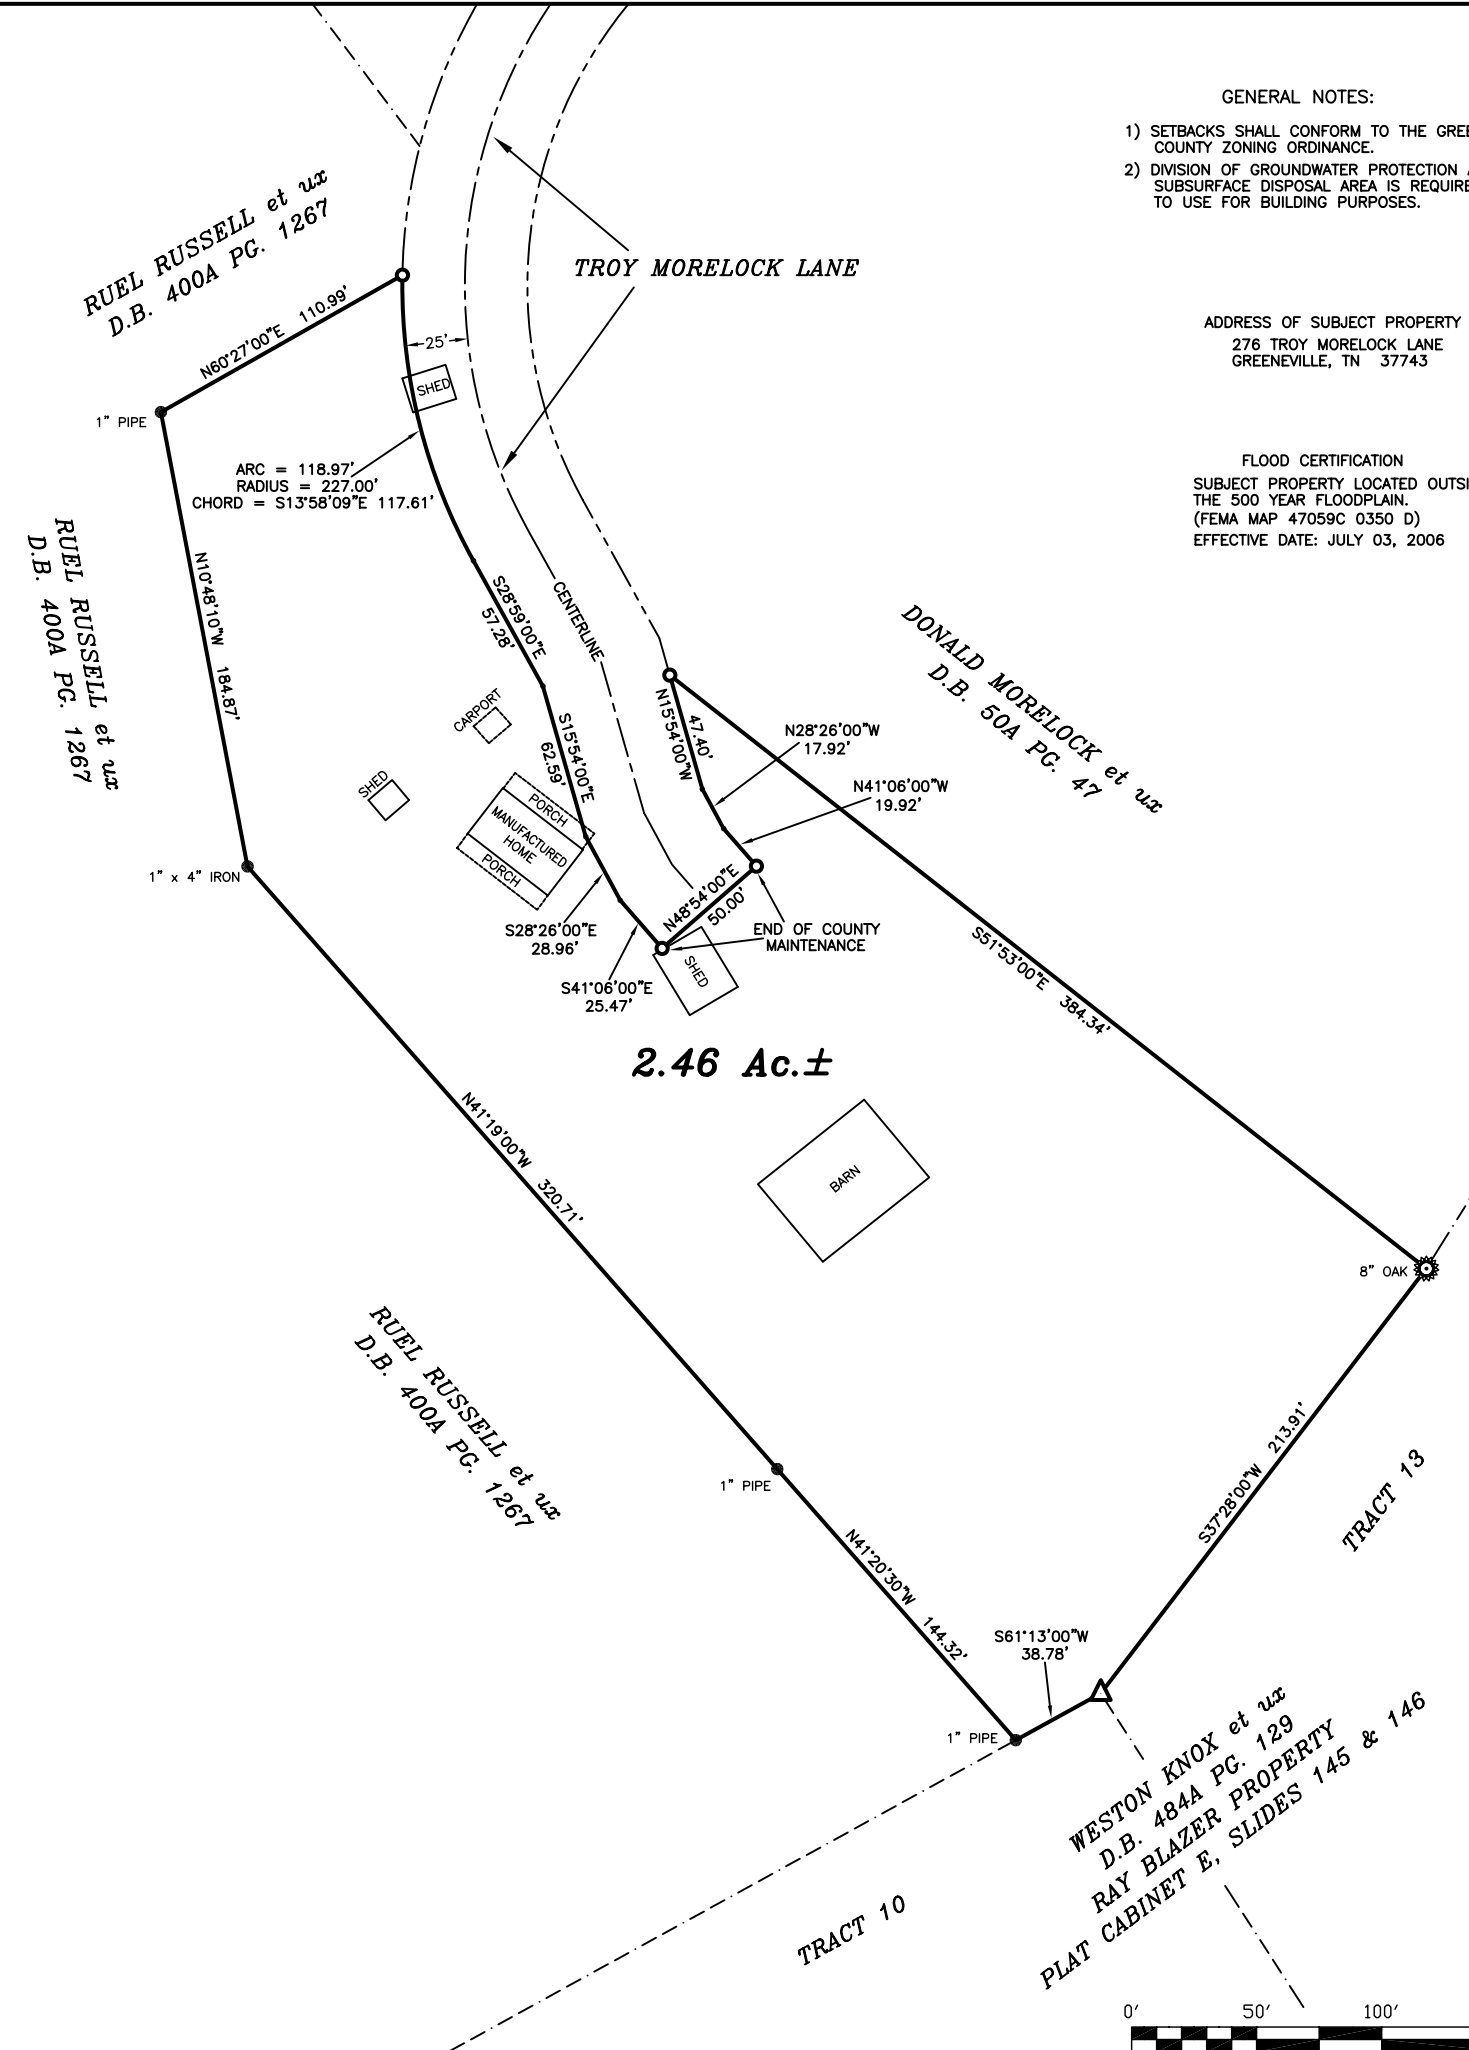 GENERAL NOTES:
1) SETBACKS SHALL CONFORM TO THE
COUNTY ZONING ORDINANCE.
2) DIVISION OF GROUNDWATER PROTECTION
SUBSURFACE DISPOSAL AREA IS
TO USE FOR BUILDING PURPOSES.
RUEL RUSSELL et ux
D.B. 400A PG. 1267
TROY MORELOCK LANE
N60°27'00"E 110.99'
25'
SHED
1" PIPE
ADDRESS OF SUBJECT PROPERTY
276 TROY MORELOCK LANE
GREENEVILLE, TN 37743
ARC = 118.97'
RADIUS = 227.00'
CHORD = S13°58'09"E 117.61'
FLOOD CERTIFICATION
SUBJECT PROPERTY LOCATED
THE 500 YEAR FLOODPLAIN.
(FEMA MAP 47059C 0350 D)
EFFECTIVE DATE: JULY 03, 2006
RUEL RUSSELL et ux
D.B. 400A PG. 1267
N10°48'10"W 184.87'
S28°59'00"E
57.28'
CENTERLINE
DONALD MORELOCK et ux
D.B. 50A PG. 47
CARPORT
S15°54'00"E
62.59'
47.40'
N15°54'00"W
N28°26'00"W
17.92'
N41°06'00"W
19.92'
SHED
PORCH
MANUFACTURED
HOME
PORCH
1" x 4" IRON
N48°54'00"E
50.00'
S28°26'00"E
28.96'
END OF COUNTY
MAINTENANCE
SHED
S41°06'00"E
25.47'
S51°53'00"E 384.34'
2.46 Ac.±
N41°19'00"W 320.71'
BARN
8" OAK
RUEL RUSSELL et ux
D.B. 400A PG. 1267
1" PIPE
S37°28'00"W 213.91'
TRACT 13
N41°20'30"W 144.32'
S61°13'00"W
38.78'
1" PIPE
WESTON KNOX et ux
D.B. 484A PG. 129
RAY BLAZER PROPERTY
PLAT CABINET E, SLIDES 145 & 146
TRACT 10
0' 50' 100'